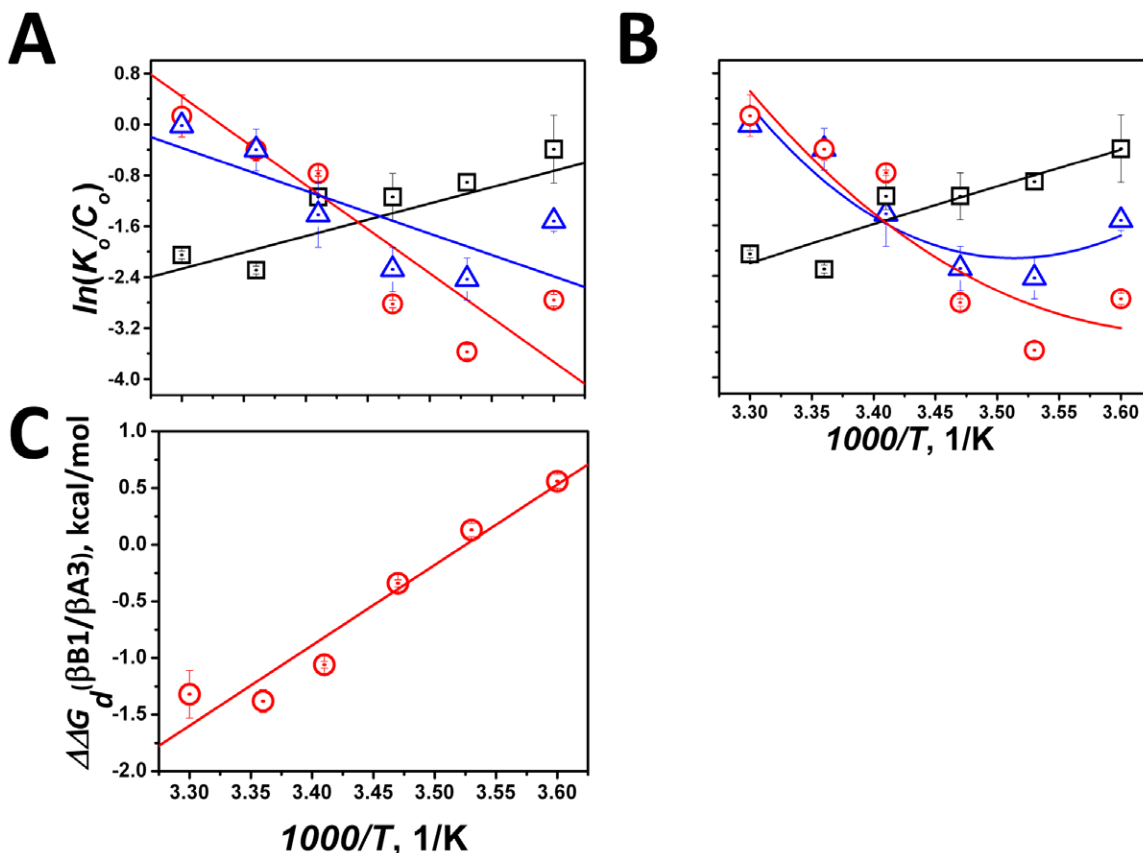 A
B
ln(Kₒ/Cₒ)
0.8
0.0
-0.8
-1.6
-2.4
-3.2
-4.0
3.30 3.35 3.40 3.45 3.50 3.55 3.60
1000/T, 1/K
C
ΔΔG_d(βB1/βA3), kcal/mol
1.0
0.5
0.0
-0.5
-1.0
-1.5
-2.0
3.30 3.35 3.40 3.45 3.50 3.55 3.60
1000/T, 1/K